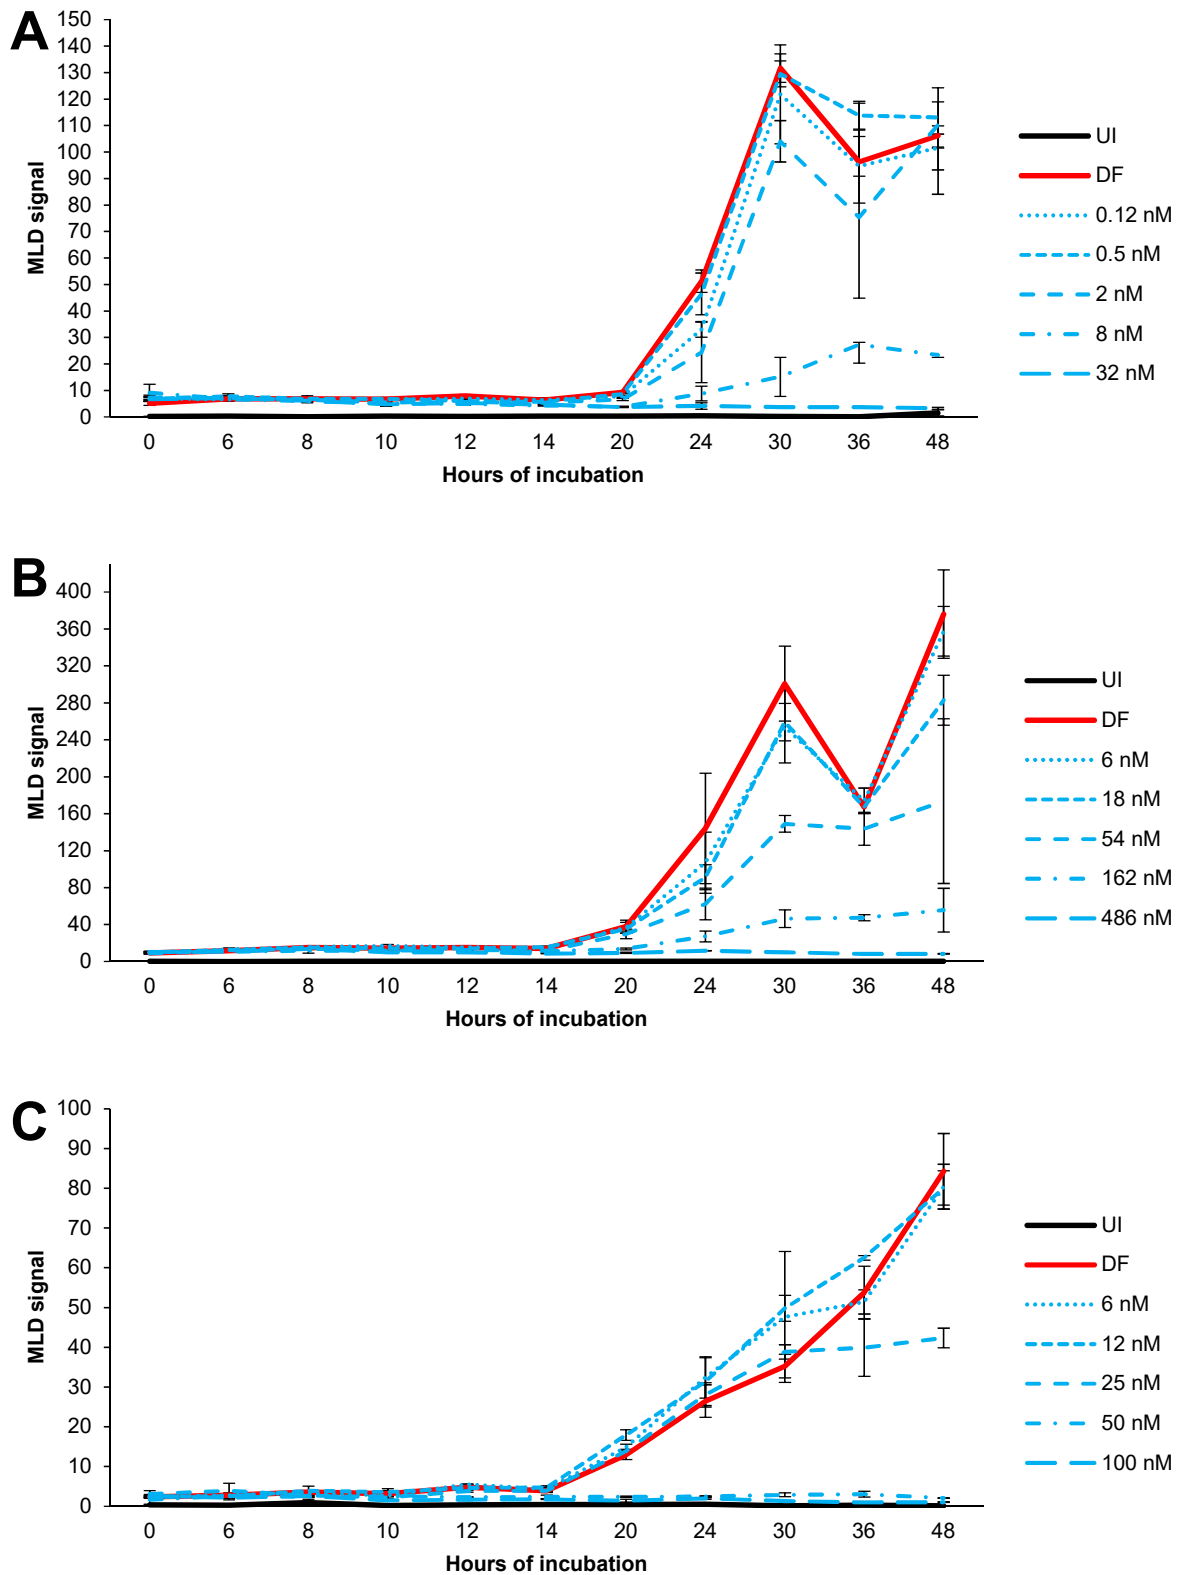 A
MLD signal
150
140
130
120
110
100
90
80
70
60
50
40
30
20
10
0
0 6 8 10 12 14 20 24 30 36 48
Hours of incubation
UI
DF
0.12 nM
0.5 nM
2 nM
8 nM
32 nM
B
MLD signal
400
360
320
280
240
200
160
120
80
40
0
0 6 8 10 12 14 20 24 30 36 48
Hours of incubation
UI
DF
6 nM
18 nM
54 nM
162 nM
486 nM
C
MLD signal
100
90
80
70
60
50
40
30
20
10
0
0 6 8 10 12 14 20 24 30 36 48
Hours of incubation
UI
DF
6 nM
12 nM
25 nM
50 nM
100 nM